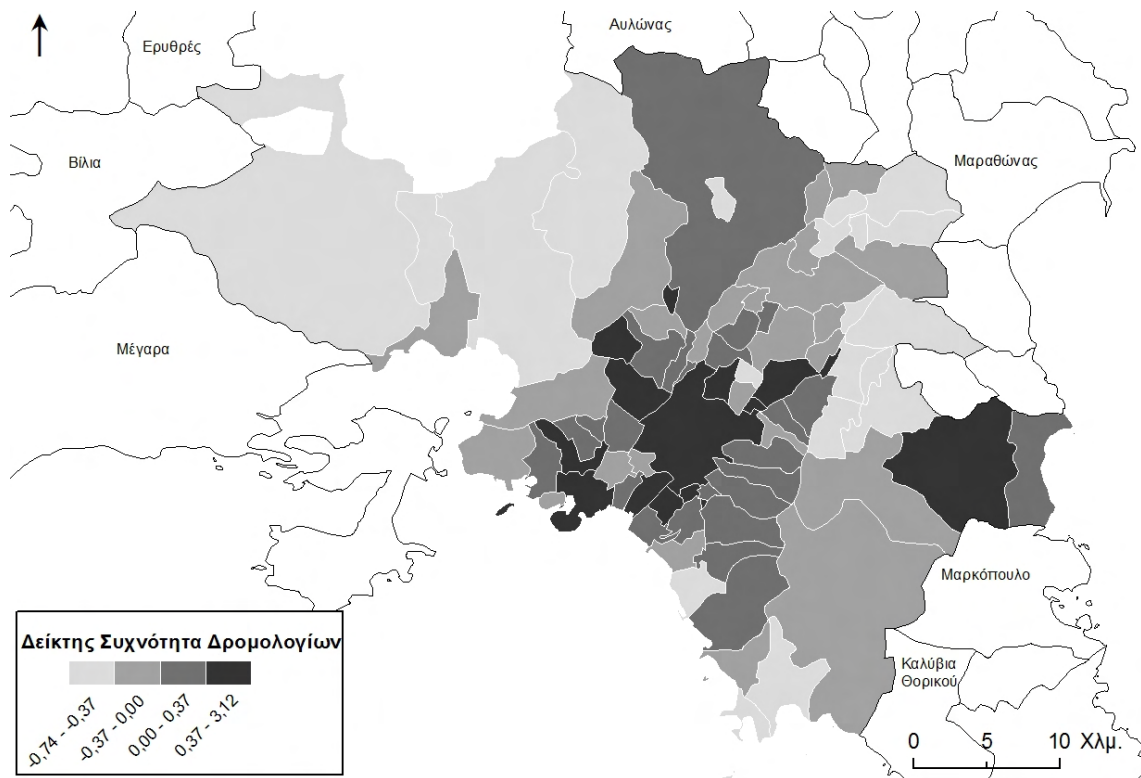 Αυλώνας
Ερυθρές
Βίλια
Μαραθώνας
Μέγαρα
Μαρκόπουλο
Καλύβια
Θορικού
Δείκτης Συχνότητα Δρομολογίων
-0,74 - -0,37
-0,37 - 0,00
0,00 - 0,37
0,37 - 3,12
0 5 10 Χλμ.